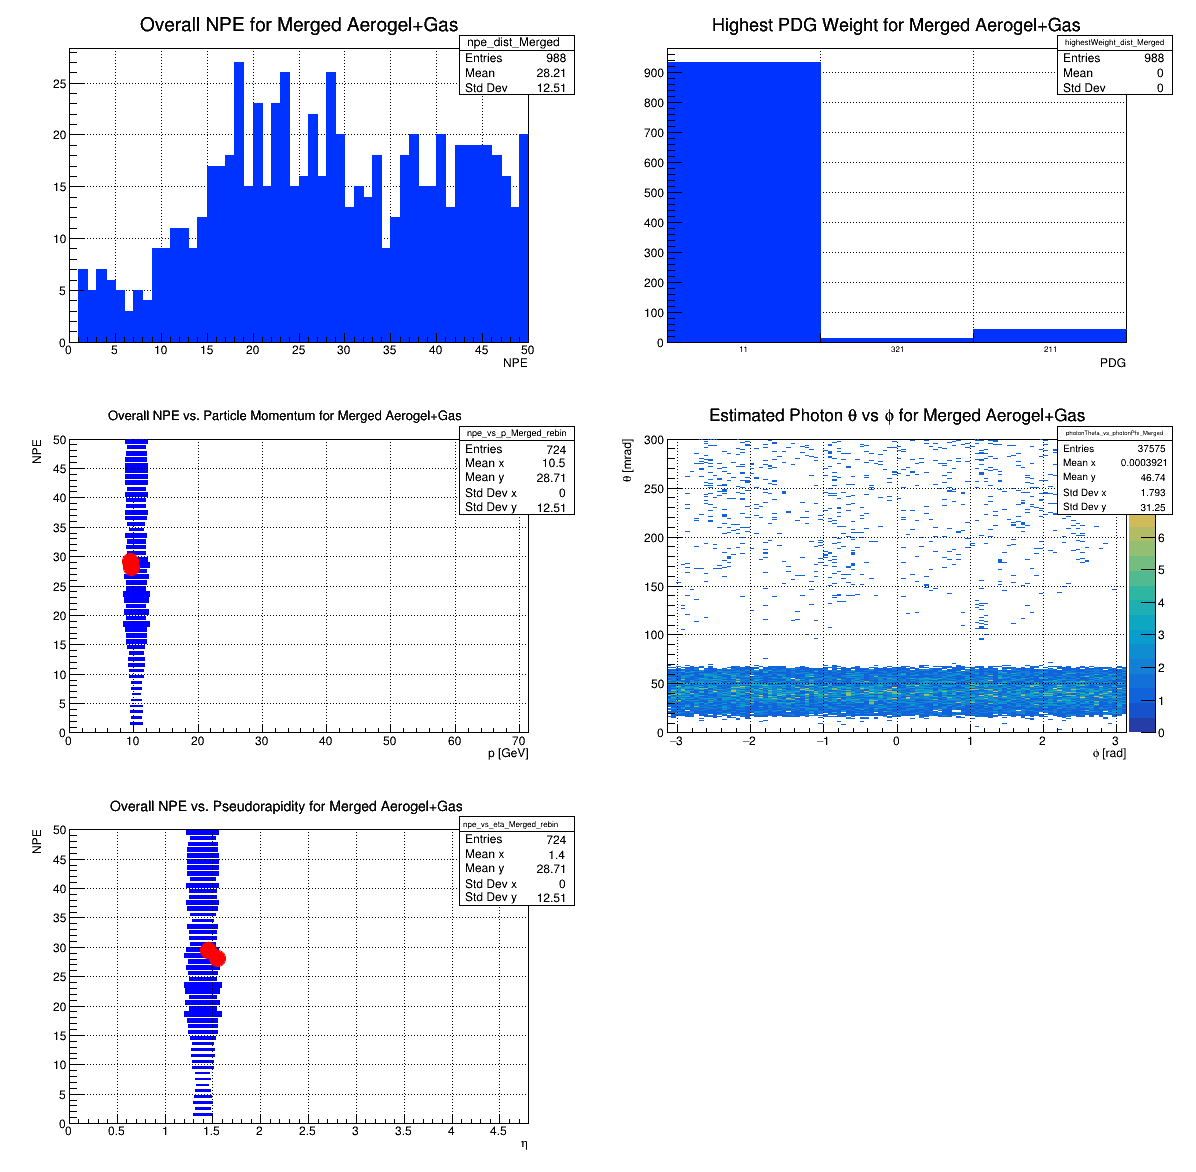 Overall NPE for Merged Aerogel+Gas
npe_dist_Merged
Entries 988
Mean 28.21
Std Dev 12.51
25
20
15
10
5
0
0 5 10 15 20 25 30 35 40 45 50
NPE
Highest PDG Weight for Merged Aerogel+Gas
highestWeight_dist_Merged
Entries 988
Mean 0
Std Dev 0
900
800
700
600
500
400
300
200
100
0
11 321 211
PDG
Overall NPE vs. Particle Momentum for Merged Aerogel+Gas
npe_vs_p_Merged_rebin
Entries 724
Mean x 10.5
Mean y 28.71
Std Dev x 0
Std Dev y 12.51
NPE
50
45
40
35
30
25
20
15
10
5
0
0 10 20 30 40 50 60 70
p [GeV]
Estimated Photon θ vs ϕ for Merged Aerogel+Gas
photonTheta_vs_photonPhi_Merged
Entries 37575
Mean x 0.0003921
Mean y 46.74
Std Dev x 1.793
Std Dev y 31.25
θ [mrad]
300
250
200
150
100
50
0
−3 −2 −1 0 1 2 3
ϕ [rad]
6
5
4
3
2
1
0
Overall NPE vs. Pseudorapidity for Merged Aerogel+Gas
npe_vs_eta_Merged_rebin
Entries 724
Mean x 1.4
Mean y 28.71
Std Dev x 0
Std Dev y 12.51
NPE
50
45
40
35
30
25
20
15
10
5
0
0 0.5 1 1.5 2 2.5 3 3.5 4 4.5
η